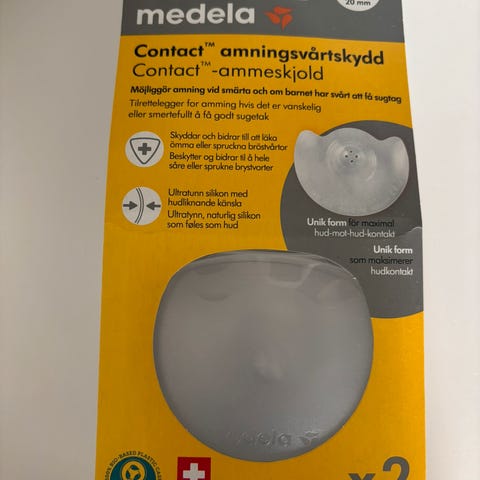 20 mm
medela
Contact™ amningsvårtskydd
Contact™-ammeskjold
Möjliggör amning vid smärta och om barnet har svårt att få sugtag
Tilrettelegger for amming hvis det er vanskelig
eller smertefullt å få godt sugetak
Skyddar och bidrar till att läka
ömma eller spruckna bröstvårtor
Beskytter og bidrar til å hele
såre eller sprukne brystvorter
Ultratunn silikon med
hudliknande känsla
Ultratynn, naturlig silikon
som føles som hud
Unik form för maximal
hud-mot-hud-kontakt
Unik form
som maksimerer
hudkontakt
medela
BIO-BASED PLASTIC
x2